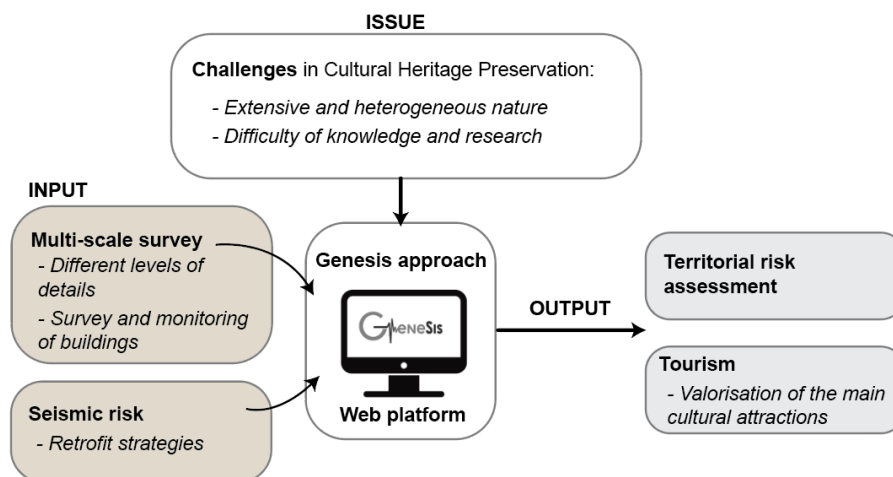 ISSUE
Challenges in Cultural Heritage Preservation:
- Extensive and heterogeneous nature
- Difficulty of knowledge and research
INPUT
Multi-scale survey
- Different levels of
details
- Survey and monitoring
of buildings
Seismic risk
- Retrofit strategies
Genesis approach
GeneSis
Web platform
OUTPUT
Territorial risk
assessment
Tourism
- Valorisation of the main
cultural attractions